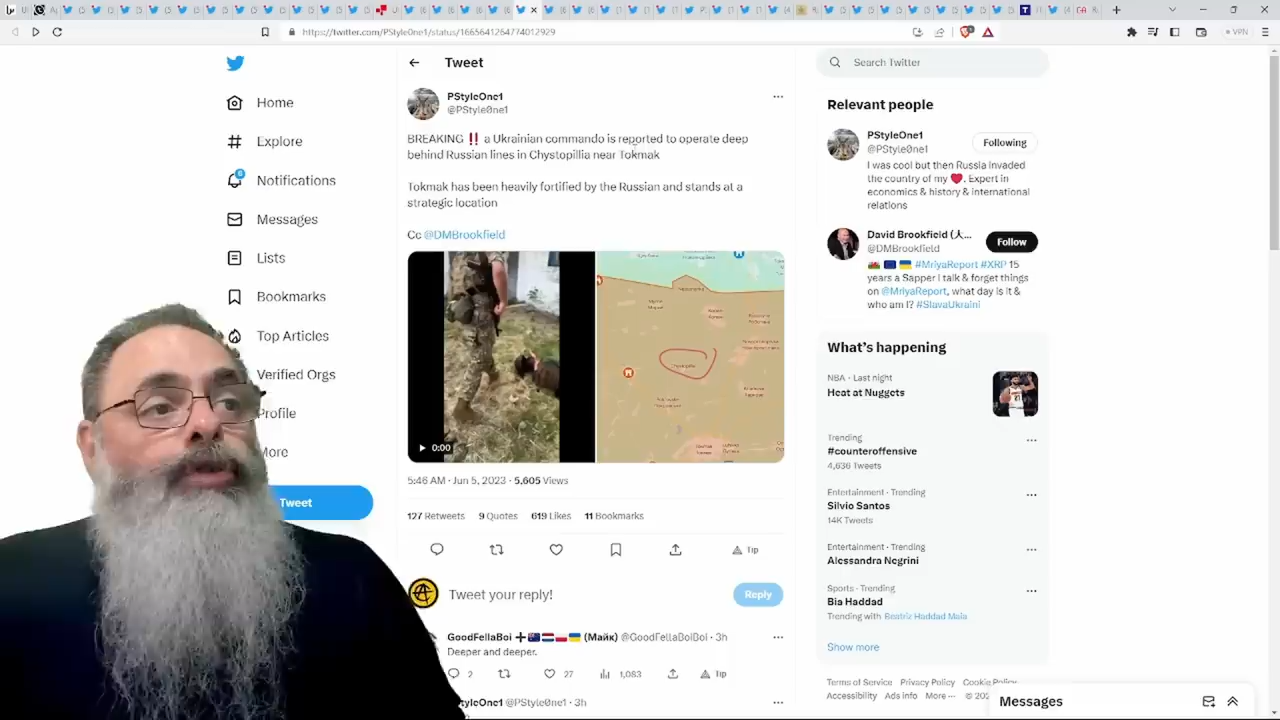 https://twitter.com/PStyle0ne1/status/1665641264774012929
VPN
Home
Explore
6
Notifications
Messages
Lists
Bookmarks
Top Articles
Verified Orgs
Profile
ore
Tweet
Tweet
PStyleOne1
@PStyle0ne1
BREAKING ‼️ a Ukrainian commando is reported to operate deep
behind Russian lines in Chystopillia near Tokmak
Tokmak has been heavily fortified by the Russian and stands at a
strategic location
Cc @DMBrookfield
0:00
5:46 AM · Jun 5, 2023 · 5,605 Views
127 Retweets 9 Quotes 619 Likes 11 Bookmarks
Tip
Tweet your reply!
Reply
GoodFellaBoi (Майк) @GoodFellaBoiBoi · 3h
Deeper and deeper.
2 27 1,083 Tip
tyleOne1 @PStyle0ne1 · 3h
Search Twitter
Relevant people
PStyleOne1
@PStyle0ne1
Following
I was cool but then Russia invaded
the country of my ❤️. Expert in
economics & history & international
relations
David Brookfield (人...
@DMBrookfield
Follow
#MriyaReport #XRP 15
years a Sapper I talk & forget things
on @MriyaReport, what day is it &
who am I? #SlavaUkraini
What's happening
NBA · Last night
Heat at Nuggets
Trending
#counteroffensive
4,636 Tweets
Entertainment · Trending
Silvio Santos
14K Tweets
Entertainment · Trending
Alessandra Negrini
Sports · Trending
Bia Haddad
Trending with Beatriz Haddad Maia
Show more
Terms of Service Privacy Policy Cookie Policy
Accessibility Ads info More ··· © 202
Messages